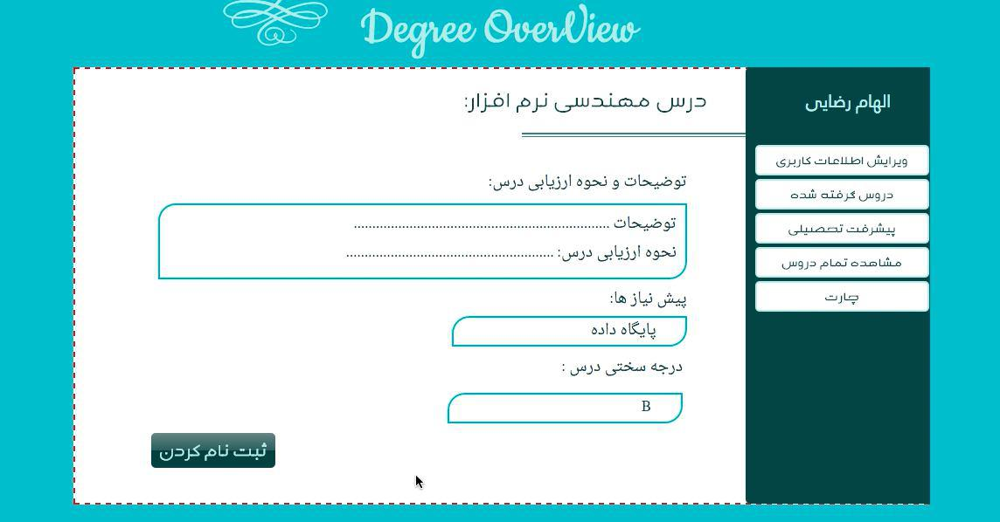 Degree OverView
الهام رضایی
ویرایش اطلاعات کاربری
دروس گرفته شده
پیشرفت تحصیلی
مشاهده تمام دروس
چارت
درس مهندسی نرم افزار:
توضیحات و نحوه ارزیابی درس:
توضیحات .....................................................................
نحوه ارزیابی درس: ........................................................
پیش نیاز ها:
پایگاه داده
درجه سختی درس :
B
ثبت نام کردن